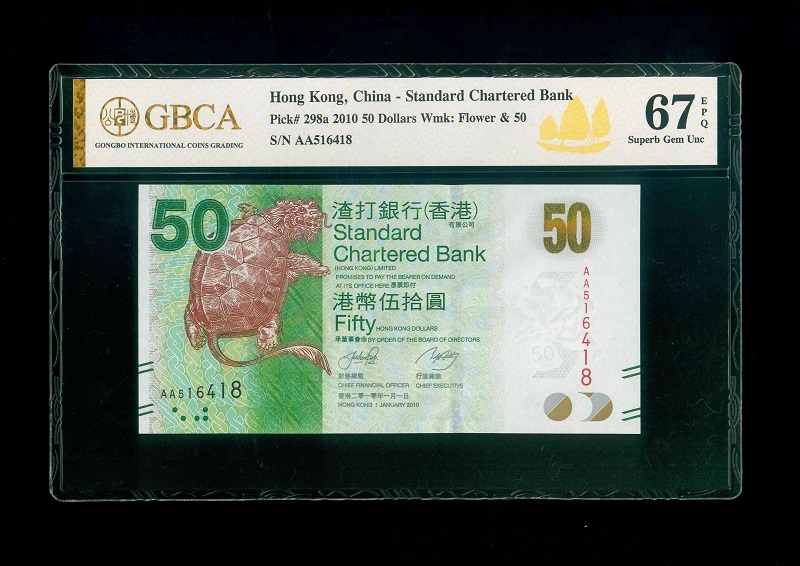 GBCA
GONGBO INTERNATIONAL COINS GRADING
Hong Kong, China - Standard Chartered Bank
Pick# 298a 2010 50 Dollars Wmk: Flower & 50
S/N AA516418
67 EPQ
Superb Gem Unc
50
渣打銀行(香港)
有限公司
Standard
Chartered Bank
(HONG KONG) LIMITED
PROMISES TO PAY THE BEARER ON DEMAND
AT ITS OFFICE HERE 憑票即付
港幣伍拾圓
Fifty HONG KONG DOLLARS
承董事會命 BY ORDER OF THE BOARD OF DIRECTORS
財務總監
CHIEF FINANCIAL OFFICER
行政總裁
CHIEF EXECUTIVE
香港二零一零年一月一日
HONG KONG 1 JANUARY 2010
AA516418
50
50
AA516418